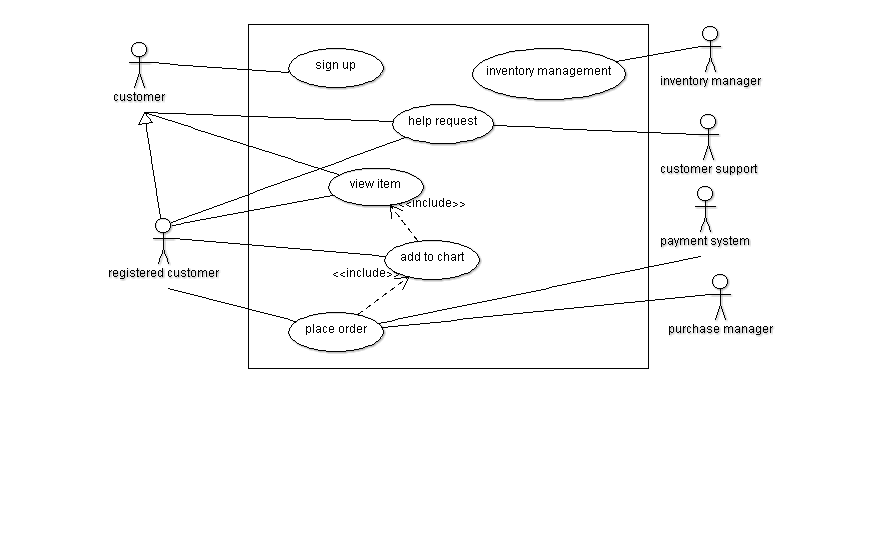 sign up
inventory management
customer
inventory manager
help request
customer support
view item
<<include>>
payment system
add to chart
registered customer
<<include>>
place order
purchase manager